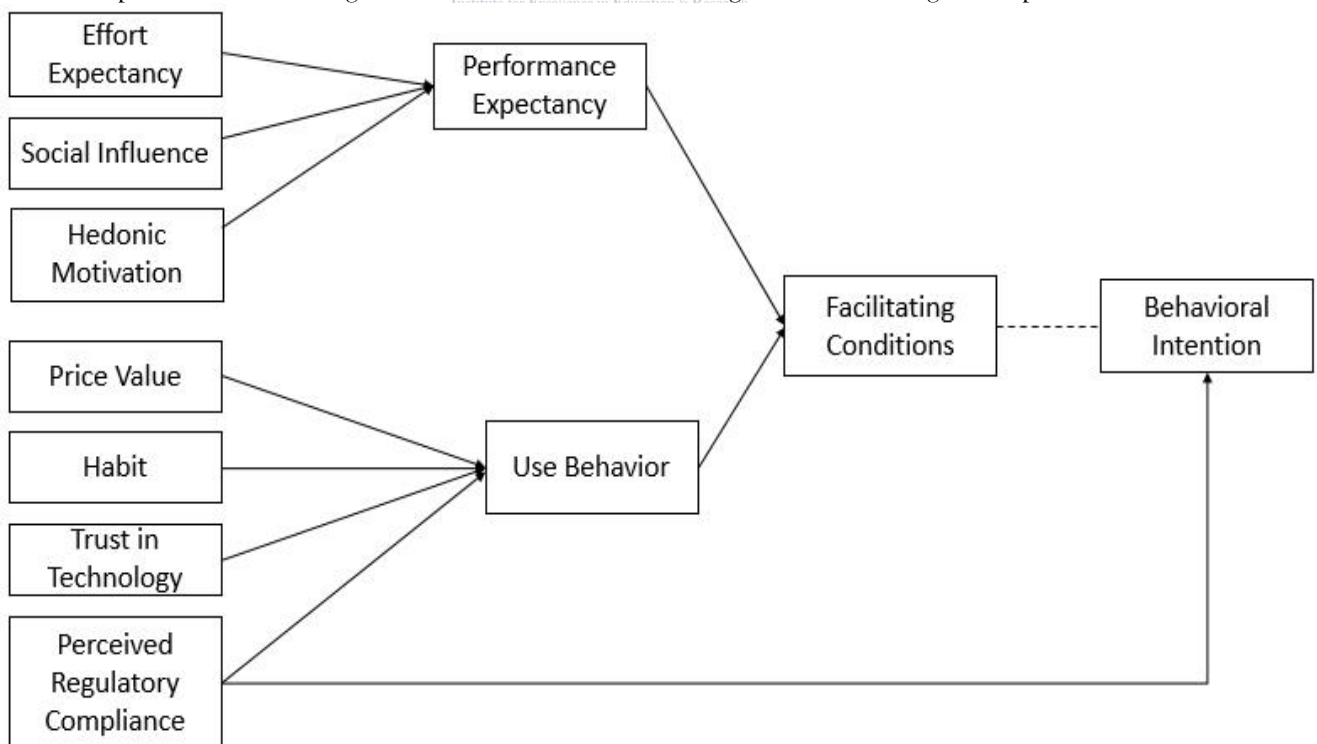 Effort
Expectancy
Performance
Expectancy
Social Influence
Hedonic
Motivation
Facilitating
Conditions
Behavioral
Intention
Price Value
Use Behavior
Habit
Trust in
Technology
Perceived
Regulatory
Compliance